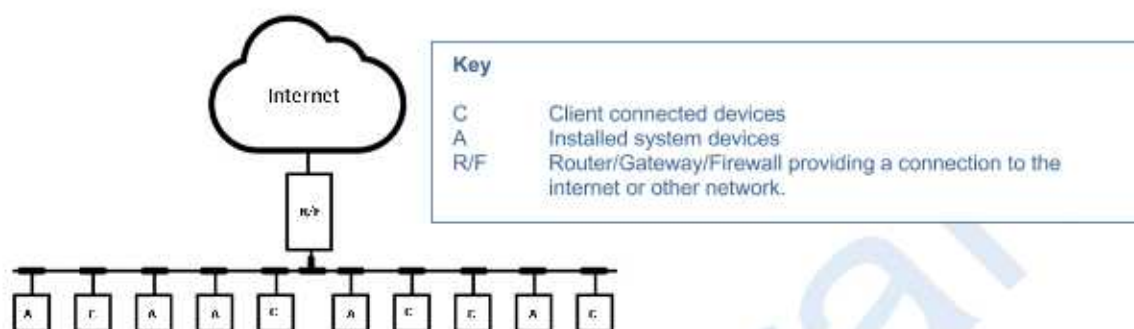 Internet
Key
C Client connected devices
A Installed system devices
R/F Router/Gateway/Firewall providing a connection to the
internet or other network.
R/F
A C A A C A C C A C